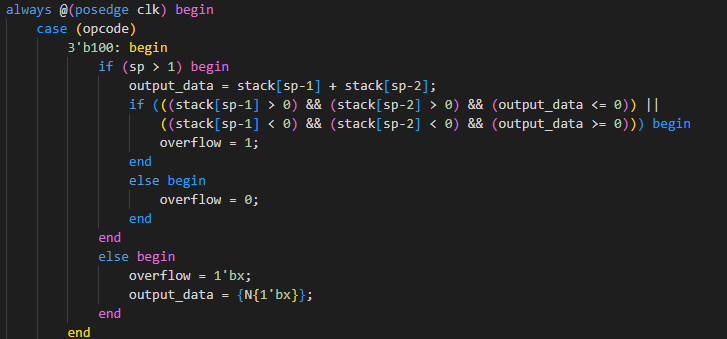 always @(posedge clk) begin
    case (opcode)
        3'b100: begin
            if (sp > 1) begin
                output_data = stack[sp-1] + stack[sp-2];
                if (((stack[sp-1] > 0) && (stack[sp-2] > 0) && (output_data <= 0)) ||
                    ((stack[sp-1] < 0) && (stack[sp-2] < 0) && (output_data >= 0))) begin
                    overflow = 1;
                end
                else begin
                    overflow = 0;
                end
            end
            else begin
                overflow = 1'bx;
                output_data = {N{1'bx}};
            end
        end